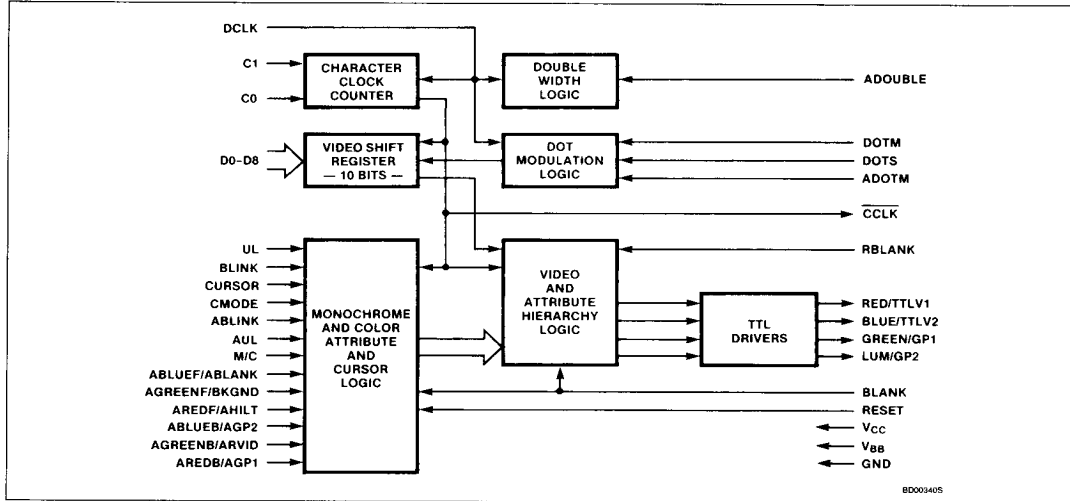 DCLK
C1
C0
CHARACTER
CLOCK
COUNTER
DOUBLE
WIDTH
LOGIC
ADOUBLE
D0–D8
VIDEO SHIFT
REGISTER
— 10 BITS —
DOT
MODULATION
LOGIC
DOTM
DOTS
ADOTM
CCLK
UL
BLINK
CURSOR
CMODE
ABLINK
AUL
M/C
ABLUEF/ABLANK
AGREENF/BKGND
AREDF/AHILT
ABLUEB/AGP2
AGREENB/ARVID
AREDB/AGP1
MONOCHROME
AND COLOR
ATTRIBUTE
AND
CURSOR
LOGIC
VIDEO
AND
ATTRIBUTE
HIERARCHY
LOGIC
TTL
DRIVERS
RBLANK
RED/TTLV1
BLUE/TTLV2
GREEN/GP1
LUM/GP2
BLANK
RESET
VCC
VBB
GND
BD00340S